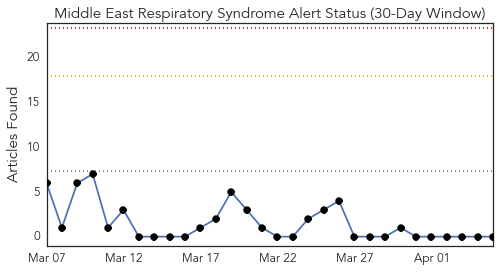 Middle East Respiratory Syndrome Alert Status (30-Day Window)
20
15
10
5
0
Articles Found
Mar 07 Mar 12 Mar 17 Mar 22 Mar 27 Apr 01